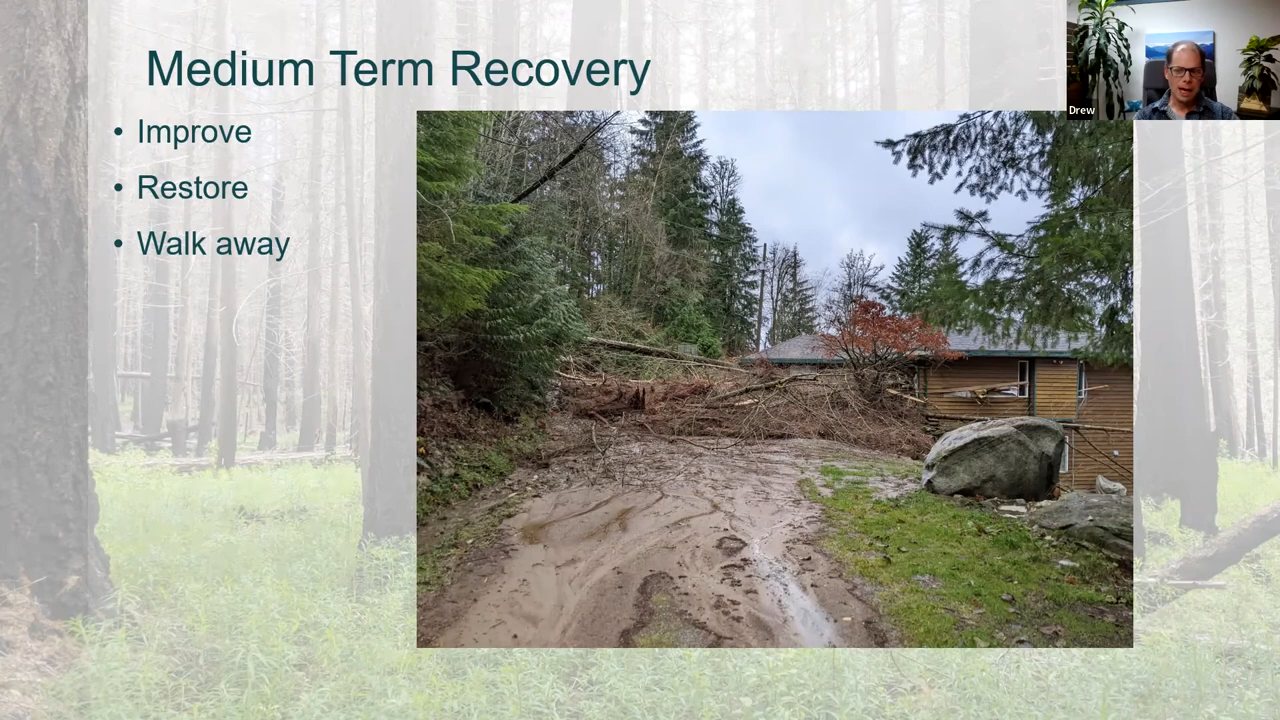 Medium Term Recovery
• Improve
• Restore
• Walk away
Drew